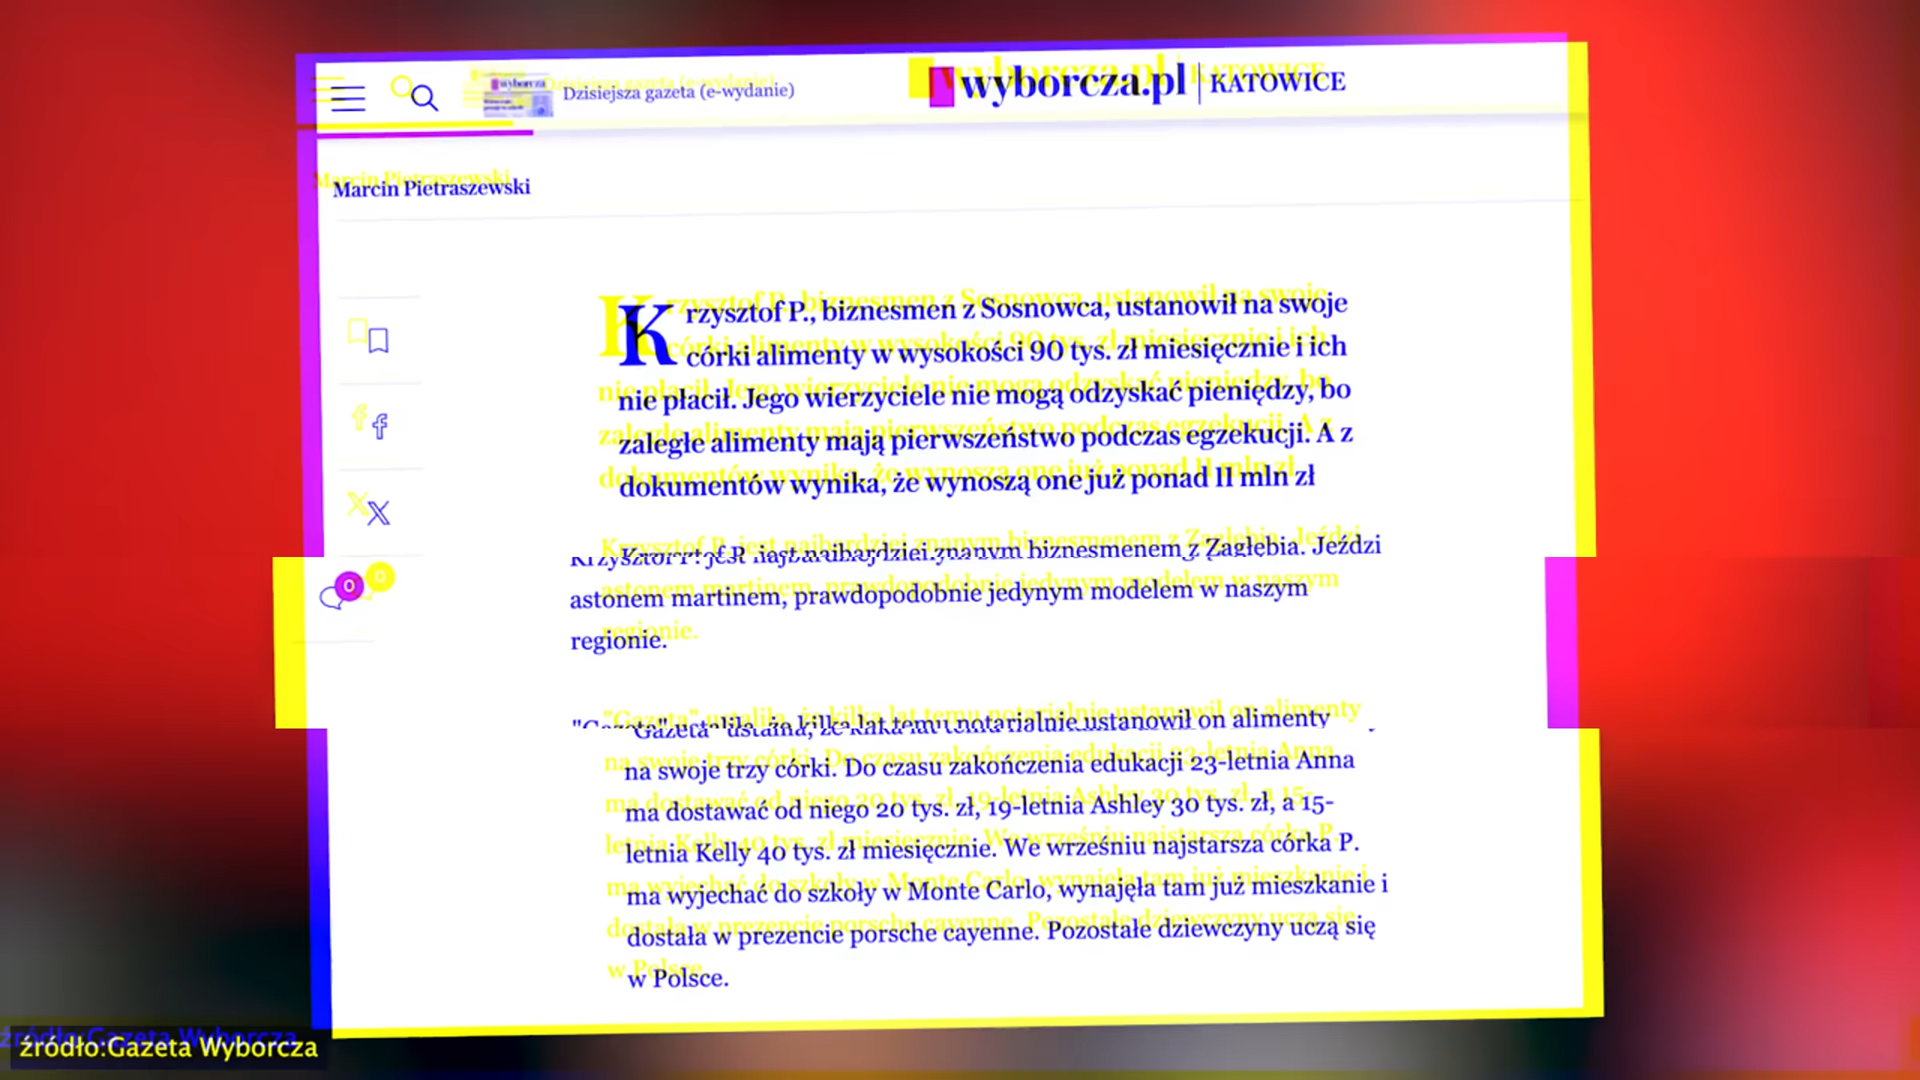 Dzisiejsza gazeta (e-wydanie)
wyborcza.pl | KATOWICE
Marcin Pietraszewski
Krzysztof P., biznesmen z Sosnowca, ustanowił na swoje
córki alimenty w wysokości 90 tys. zł miesięcznie i ich
nie płacił. Jego wierzyciele nie mogą odzyskać pieniędzy, bo
zaległe alimenty mają pierwszeństwo podczas egzekucji. A z
dokumentów wynika, że wynoszą one już ponad 11 mln zł
Krzysztof P. jest najbardziej znanym biznesmenem z Zagłębia. Jeździ
astonem martinem, prawdopodobnie jedynym modelem w naszym
regionie.
0
"Gazeta" ustaliła, że kilka lat temu notarialnie ustanowił on alimenty
na swoje trzy córki. Do czasu zakończenia edukacji 23-letnia Anna
ma dostawać od niego 20 tys. zł, 19-letnia Ashley 30 tys. zł, a 15-
letnia Kelly 40 tys. zł miesięcznie. We wrześniu najstarsza córka P.
ma wyjechać do szkoły w Monte Carlo, wynajęła tam już mieszkanie i
dostała w prezencie porsche cayenne. Pozostałe dziewczyny uczą się
w Polsce.
źródło:Gazeta Wyborcza